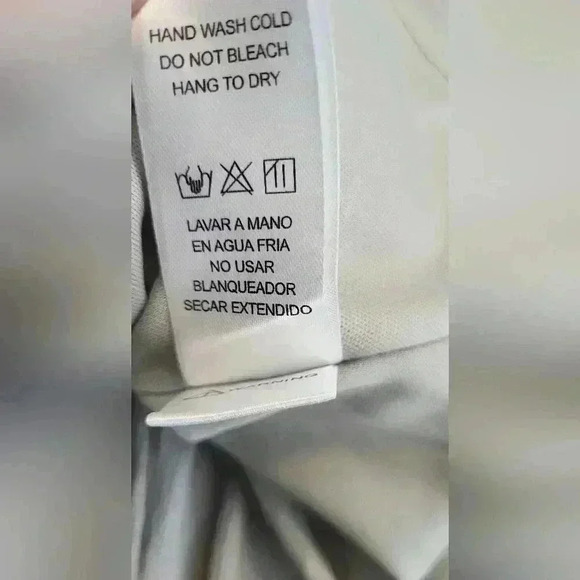 HAND WASH COLD
DO NOT BLEACH
HANG TO DRY
LAVAR A MANO
EN AGUA FRIA
NO USAR
BLANQUEADOR
SECAR EXTENDIDO
WARNING